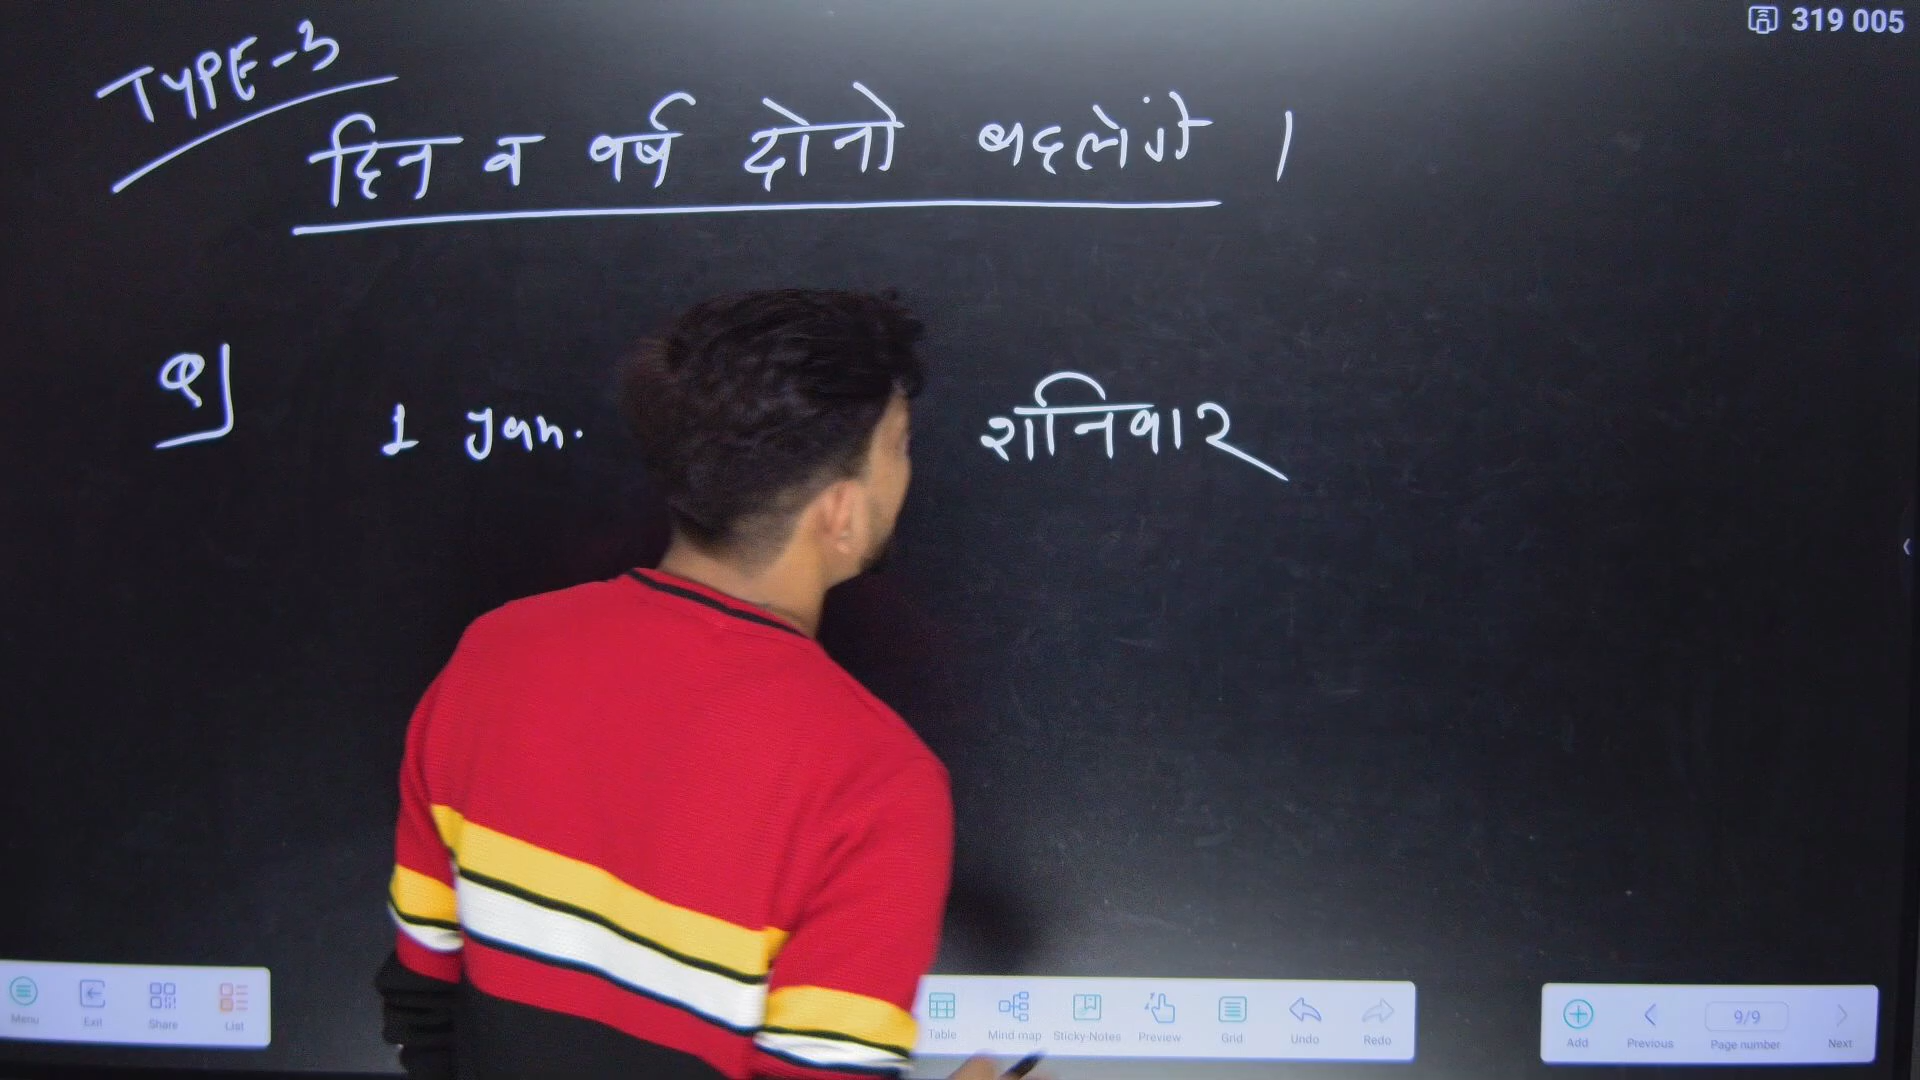 319 005
TYPE-3
दिन व वर्ष दोनो बदलेंगे ।
Q] 1 Jan. शनिवार
Menu Exit Share List Table Mind map Sticky-Notes Preview Grid Undo Redo Add Previous 9/9 Page number Next